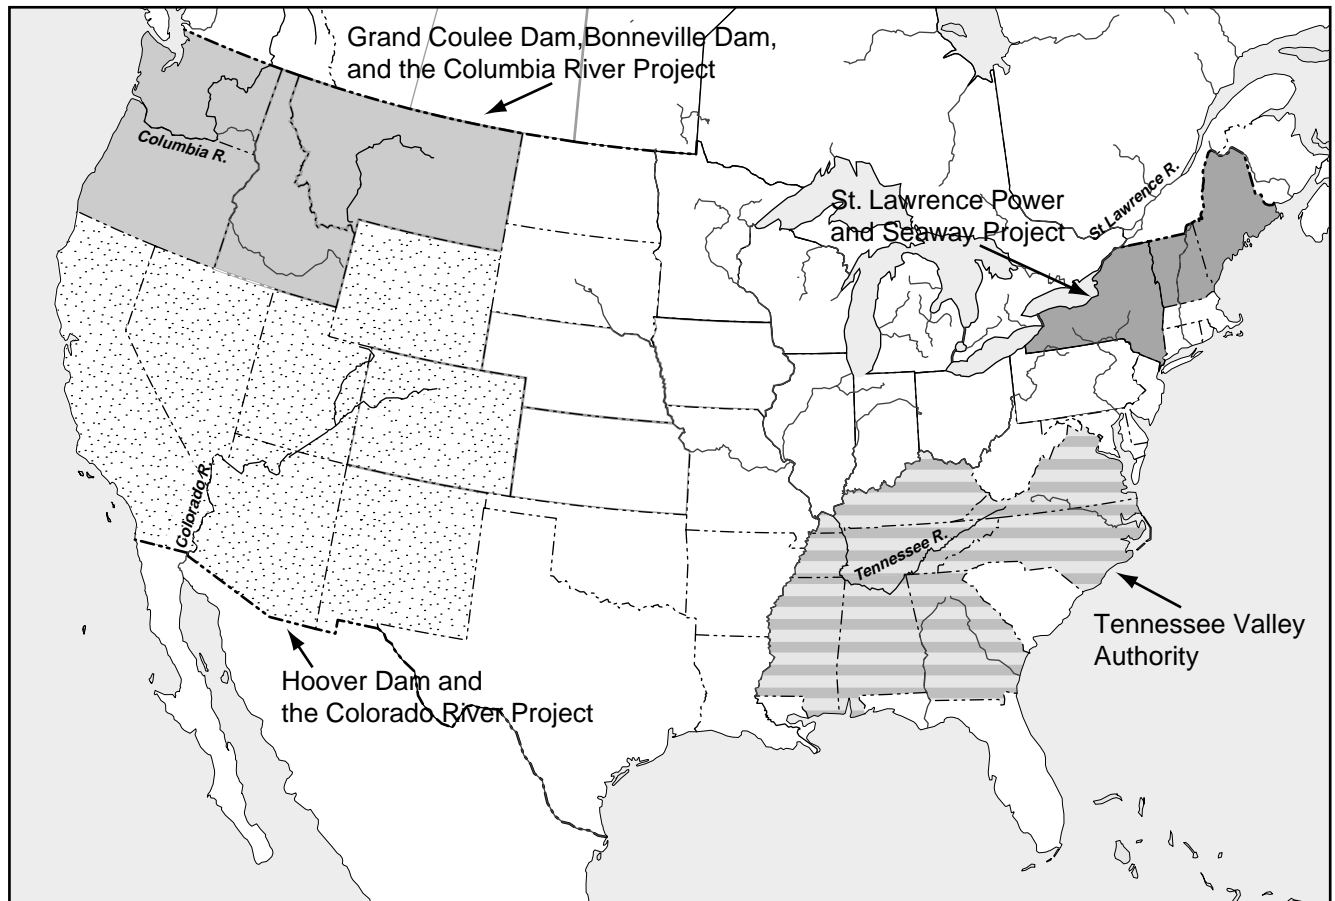 Grand Coulee Dam,Bonneville Dam,
and the Columbia River Project
Columbia R.
St. Lawrence Power
and Seaway Project
St Lawrence R.
Colorado R.
Tennessee R.
Tennessee Valley
Authority
Hoover Dam and
the Colorado River Project